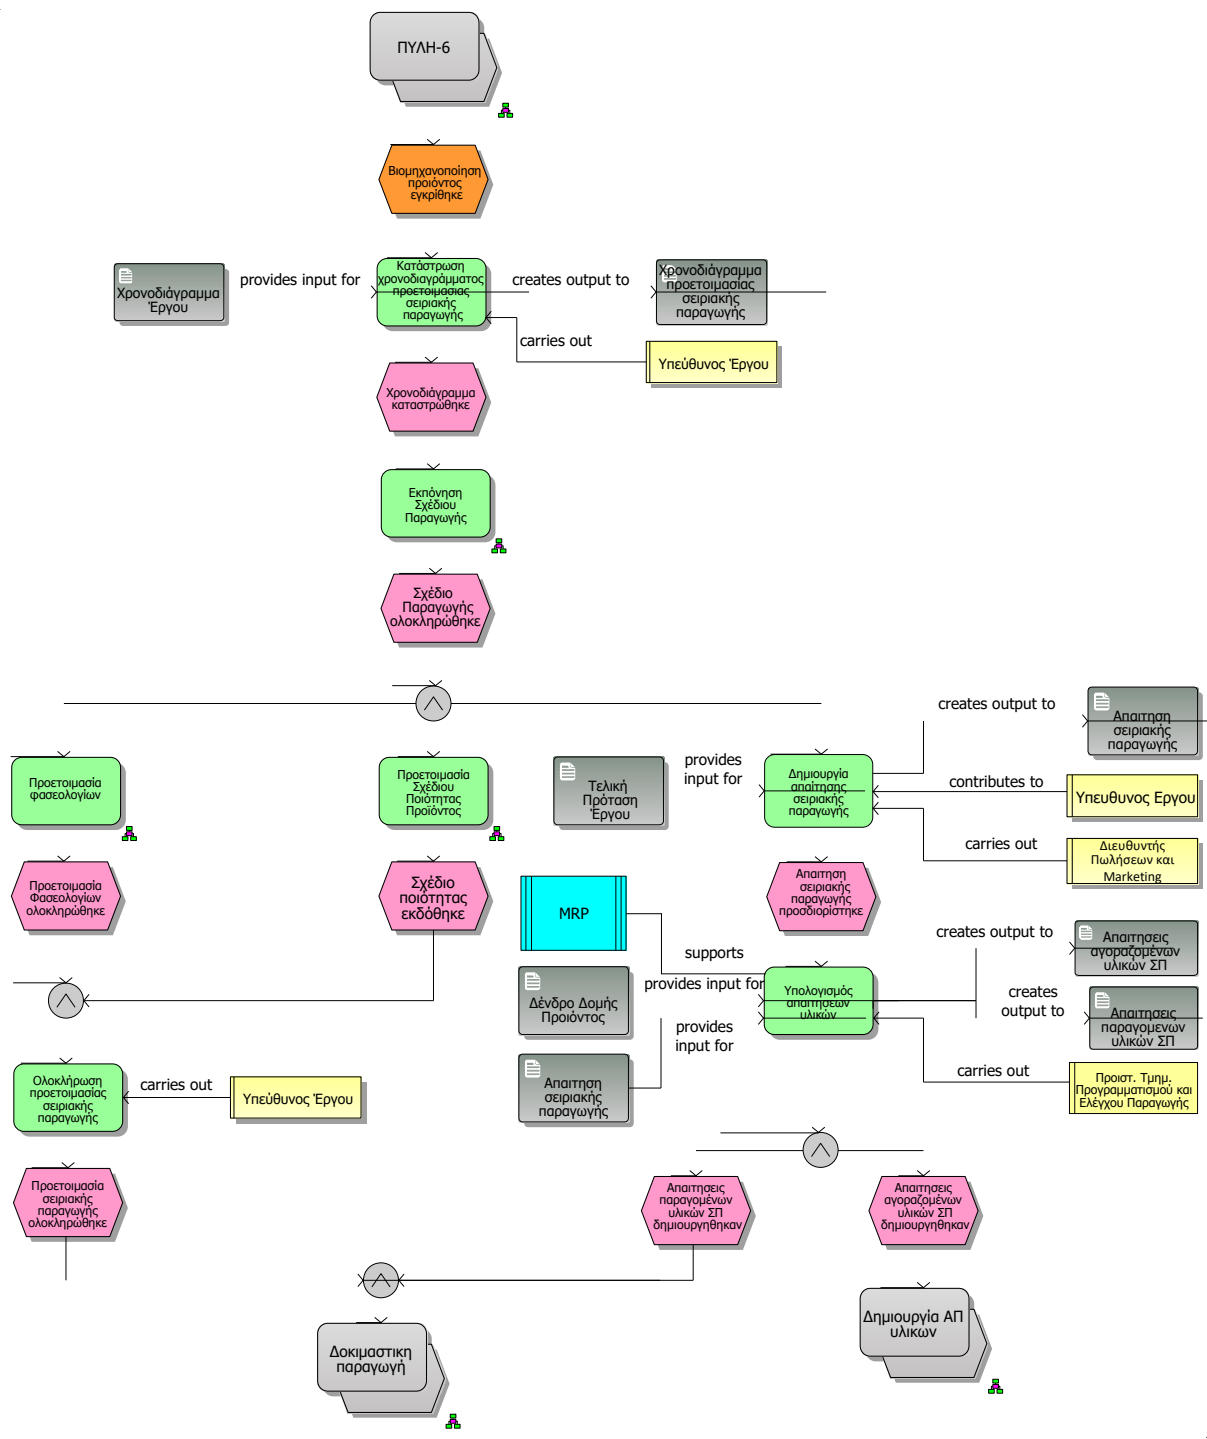 ΠΥΛΗ-6
Βιομηχανοποίηση
προιόντος
εγκρίθηκε
Χρονοδιάγραμμα
Έργου
provides input for
Κατάστρωση
χρονοδιαγράμματος
προετοιμασίας
σειριακής
παραγωγής
creates output to
Χρονοδιάγραμμα
προετοιμασίας
σειριακής
παραγωγής
carries out
Υπεύθυνος Έργου
Χρονοδιάγραμμα
καταστρώθηκε
Εκπόνηση
Σχέδιου
Παραγωγής
Σχέδιο
Παραγωγής
ολοκληρώθηκε
creates output to
Απαιτηση
σειριακής
παραγωγής
Προετοιμασία
φασεολογίων
Προετοιμασία
Σχέδιου
Ποιότητας
Προϊόντος
Τελική
Πρόταση
Έργου
provides
input for
Δημιουργία
απαίτησης
σειριακής
παραγωγής
contributes to
Υπευθυνος Εργου
carries out
Διευθυντής
Πωλήσεων και
Marketing
Προετοιμασία
Φασεολογίων
ολοκληρώθηκε
Σχέδιο
ποιότητας
εκδόθηκε
MRP
Απαιτηση
σειριακής
παραγωγής
προσδιορίστηκε
supports
creates output to
Απαιτησεις
αγοραζομένων
υλικών ΣΠ
Δένδρο Δομής
Προιόντος
provides input for
Υπολογισμός
απαιτήσεων
υλικών
creates
output to
Απαιτησεις
παραγομενων
υλικών ΣΠ
provides
input for
Απαιτηση
σειριακής
παραγωγής
carries out
Προιστ. Τμημ.
Προγραμματισμού και
Ελέγχου Παραγωγής
Ολοκλήρωση
προετοιμασίας
σειριακής
παραγωγής
carries out
Υπεύθυνος Έργου
Προετοιμασία
σειριακής
παραγωγής
ολοκληρώθηκε
Απαιτησεις
παραγομένων
υλικών ΣΠ
δημιουργηθηκαν
Απαιτησεις
αγοραζομένων
υλικών ΣΠ
δημιουργηθηκαν
Δοκιμαστικη
παραγωγή
Δημιουργία ΑΠ
υλικων